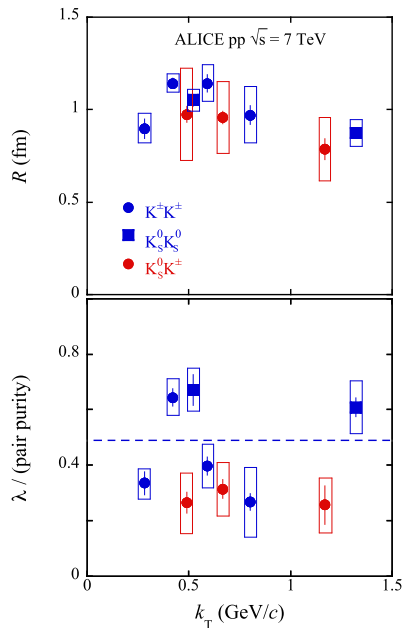 ALICE pp √s = 7 TeV
1.5
1
0.5
0
R (fm)
K±K±
K⁰ₛK⁰ₛ
K⁰ₛK±
0.8
0.4
0
λ / (pair purity)
0 0.5 1 1.5
k_T (GeV/c)